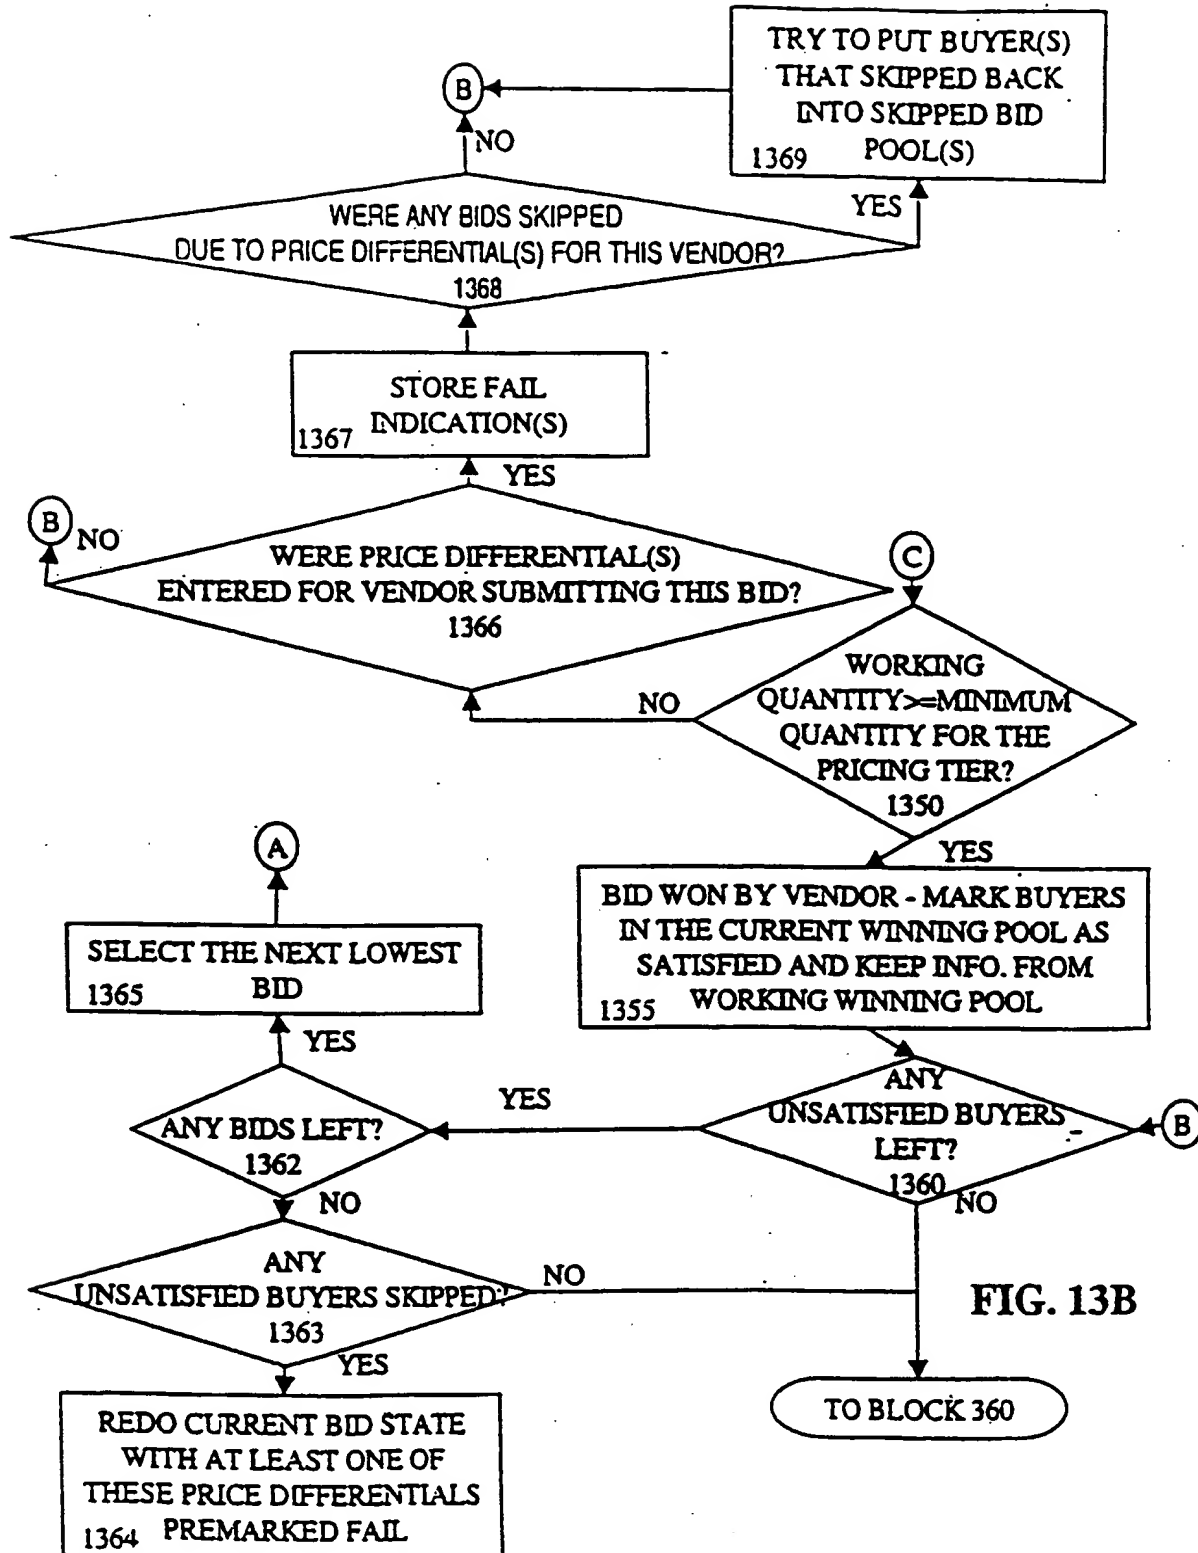 TRY TO PUT BUYER(S)
THAT SKIPPED BACK
INTO SKIPPED BID
POOL(S)
1369
B
NO
YES
WERE ANY BIDS SKIPPED
DUE TO PRICE DIFFERENTIAL(S) FOR THIS VENDOR?
1368
STORE FAIL
INDICATION(S)
1367
YES
B
NO
WERE PRICE DIFFERENTIAL(S)
ENTERED FOR VENDOR SUBMITTING THIS BID?
1366
C
WORKING
QUANTITY>=MINIMUM
QUANTITY FOR THE
PRICING TIER?
1350
NO
YES
A
SELECT THE NEXT LOWEST
BID
1365
BID WON BY VENDOR - MARK BUYERS
IN THE CURRENT WINNING POOL AS
SATISFIED AND KEEP INFO. FROM
WORKING WINNING POOL
1355
YES
ANY BIDS LEFT?
1362
YES
ANY
UNSATISFIED BUYERS
LEFT?
1360
B
NO
NO
ANY
UNSATISFIED BUYERS SKIPPED?
1363
NO
FIG. 13B
YES
REDO CURRENT BID STATE
WITH AT LEAST ONE OF
THESE PRICE DIFFERENTIALS
PREMARKED FAIL
1364
TO BLOCK 360